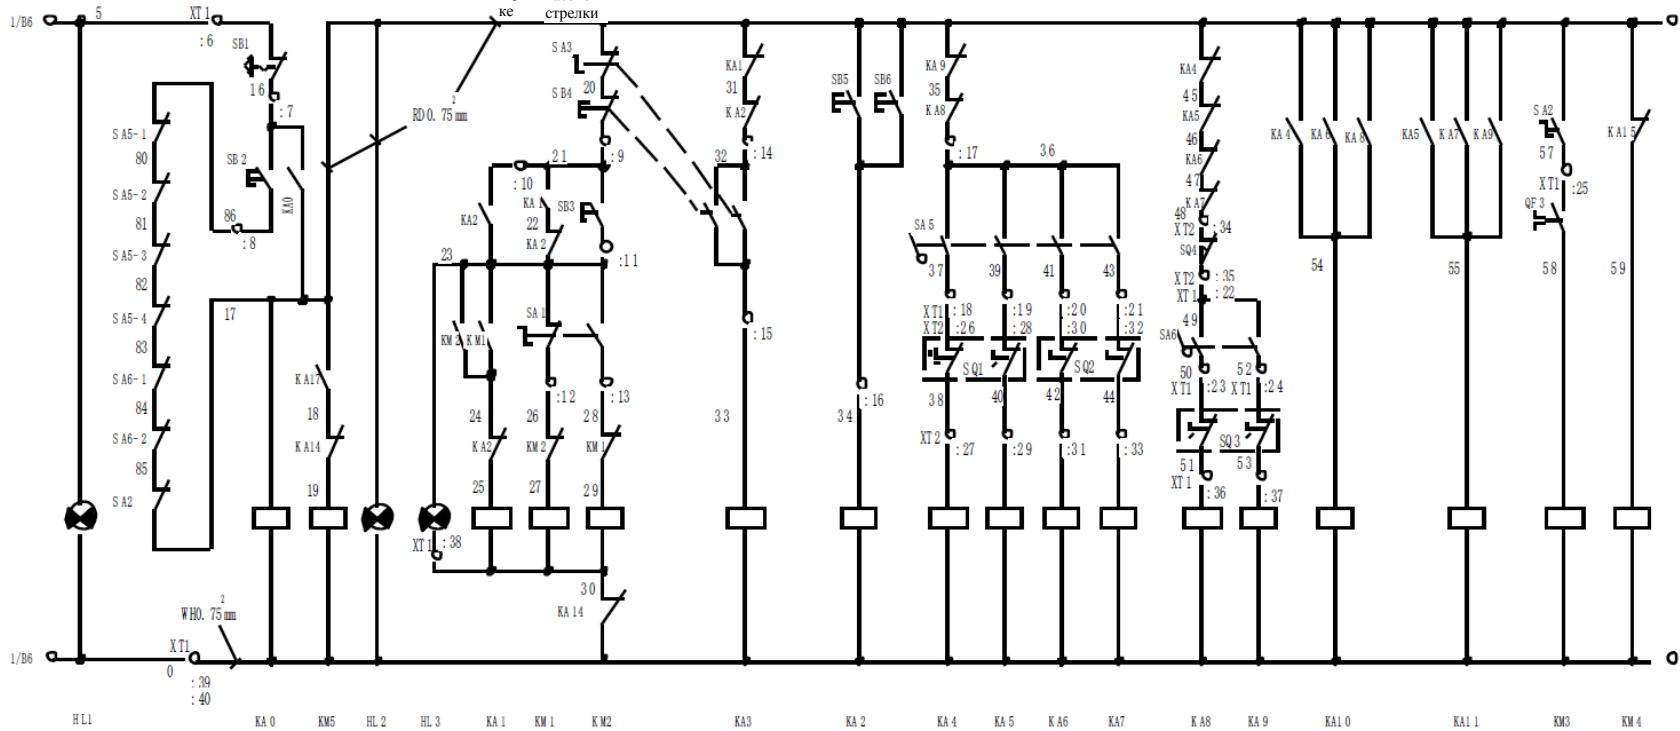 ке стрелки
1/B6 5 XT1
:6
SB1
16
:7
SA5-1
80
SA5-2
81
SA5-3
82
SA5-4
83
SA6-1
84
SA6-2
85
SA2
SB2
KA0
86
:8
17
KA17
18
KA14
19
RD0.75mm²
WH0.75mm²
1/B6
XT1
0
:39
:40
SA3
20
SB4
21
:9
:10
KA2
KA1
22
KA2
SB3
:11
23
KM2
KM1
SA1
:12
:13
24
26
28
KA2
KM2
KM1
25
27
29
XT1
:38
30
KA14
KA1
31
KA2
32
:14
:15
33
SB5
SB6
:16
34
KA9
35
KA8
:17
36
SA5
37
39
41
43
XT1
:18
:19
:20
:21
XT2
:26
:28
:30
:32
SQ1
SQ2
38
40
42
44
XT2
:27
:29
:31
:33
KA4
45
KA5
46
KA6
47
KA7
48
XT2
:34
SQ4
XT2
:35
XT1
:22
49
SA6
50
52
XT1
:23
XT1
:24
SQ3
51
53
XT1
:36
:37
KA4
KA6
KA8
54
KA5
KA7
KA9
55
SA2
57
XT1
:25
QF3
58
KA15
59
HL1 KA0 KM5 HL2 HL3 KA1 KM1 KM2 KA3 KA2 KA4 KA5 KA6 KA7 KA8 KA9 KA10 KA11 KM3 KM4